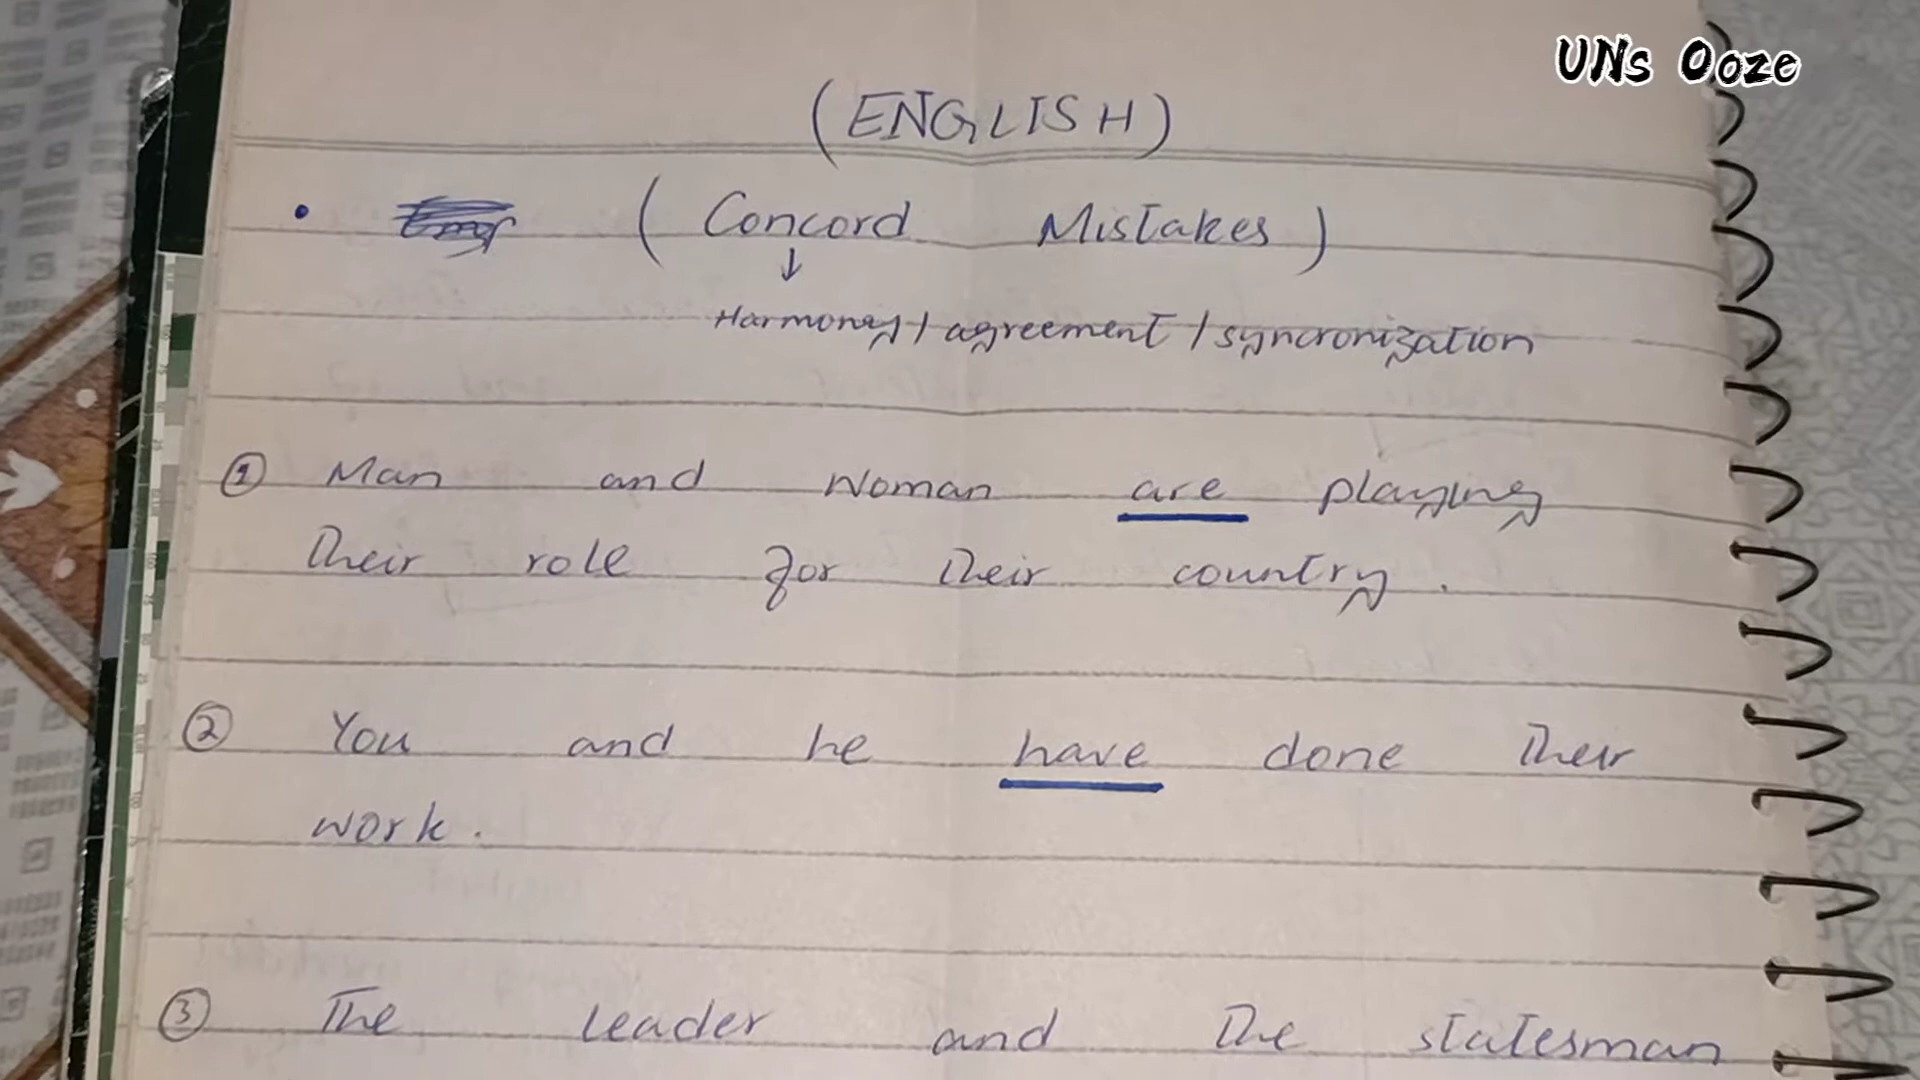 UNs Ooze
(ENGLISH)
• (Concord Mistakes)
↓
Harmoney/agreement/syncronization
① Man and Woman are playing
their role for their country.
② You and he have done their
work.
③ The leader and the statesman